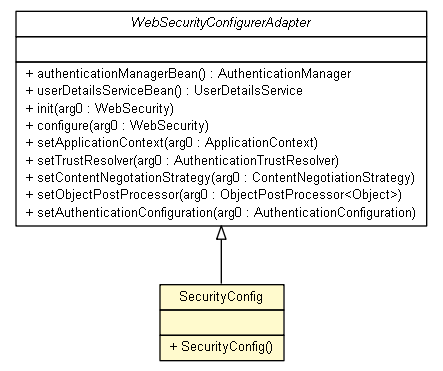 WebSecurityConfigurerAdapter
+ authenticationManagerBean() : AuthenticationManager
+ userDetailsServiceBean() : UserDetailsService
+ init(arg0 : WebSecurity)
+ configure(arg0 : WebSecurity)
+ setApplicationContext(arg0 : ApplicationContext)
+ setTrustResolver(arg0 : AuthenticationTrustResolver)
+ setContentNegotationStrategy(arg0 : ContentNegotiationStrategy)
+ setObjectPostProcessor(arg0 : ObjectPostProcessor<Object>)
+ setAuthenticationConfiguration(arg0 : AuthenticationConfiguration)
SecurityConfig
+ SecurityConfig()